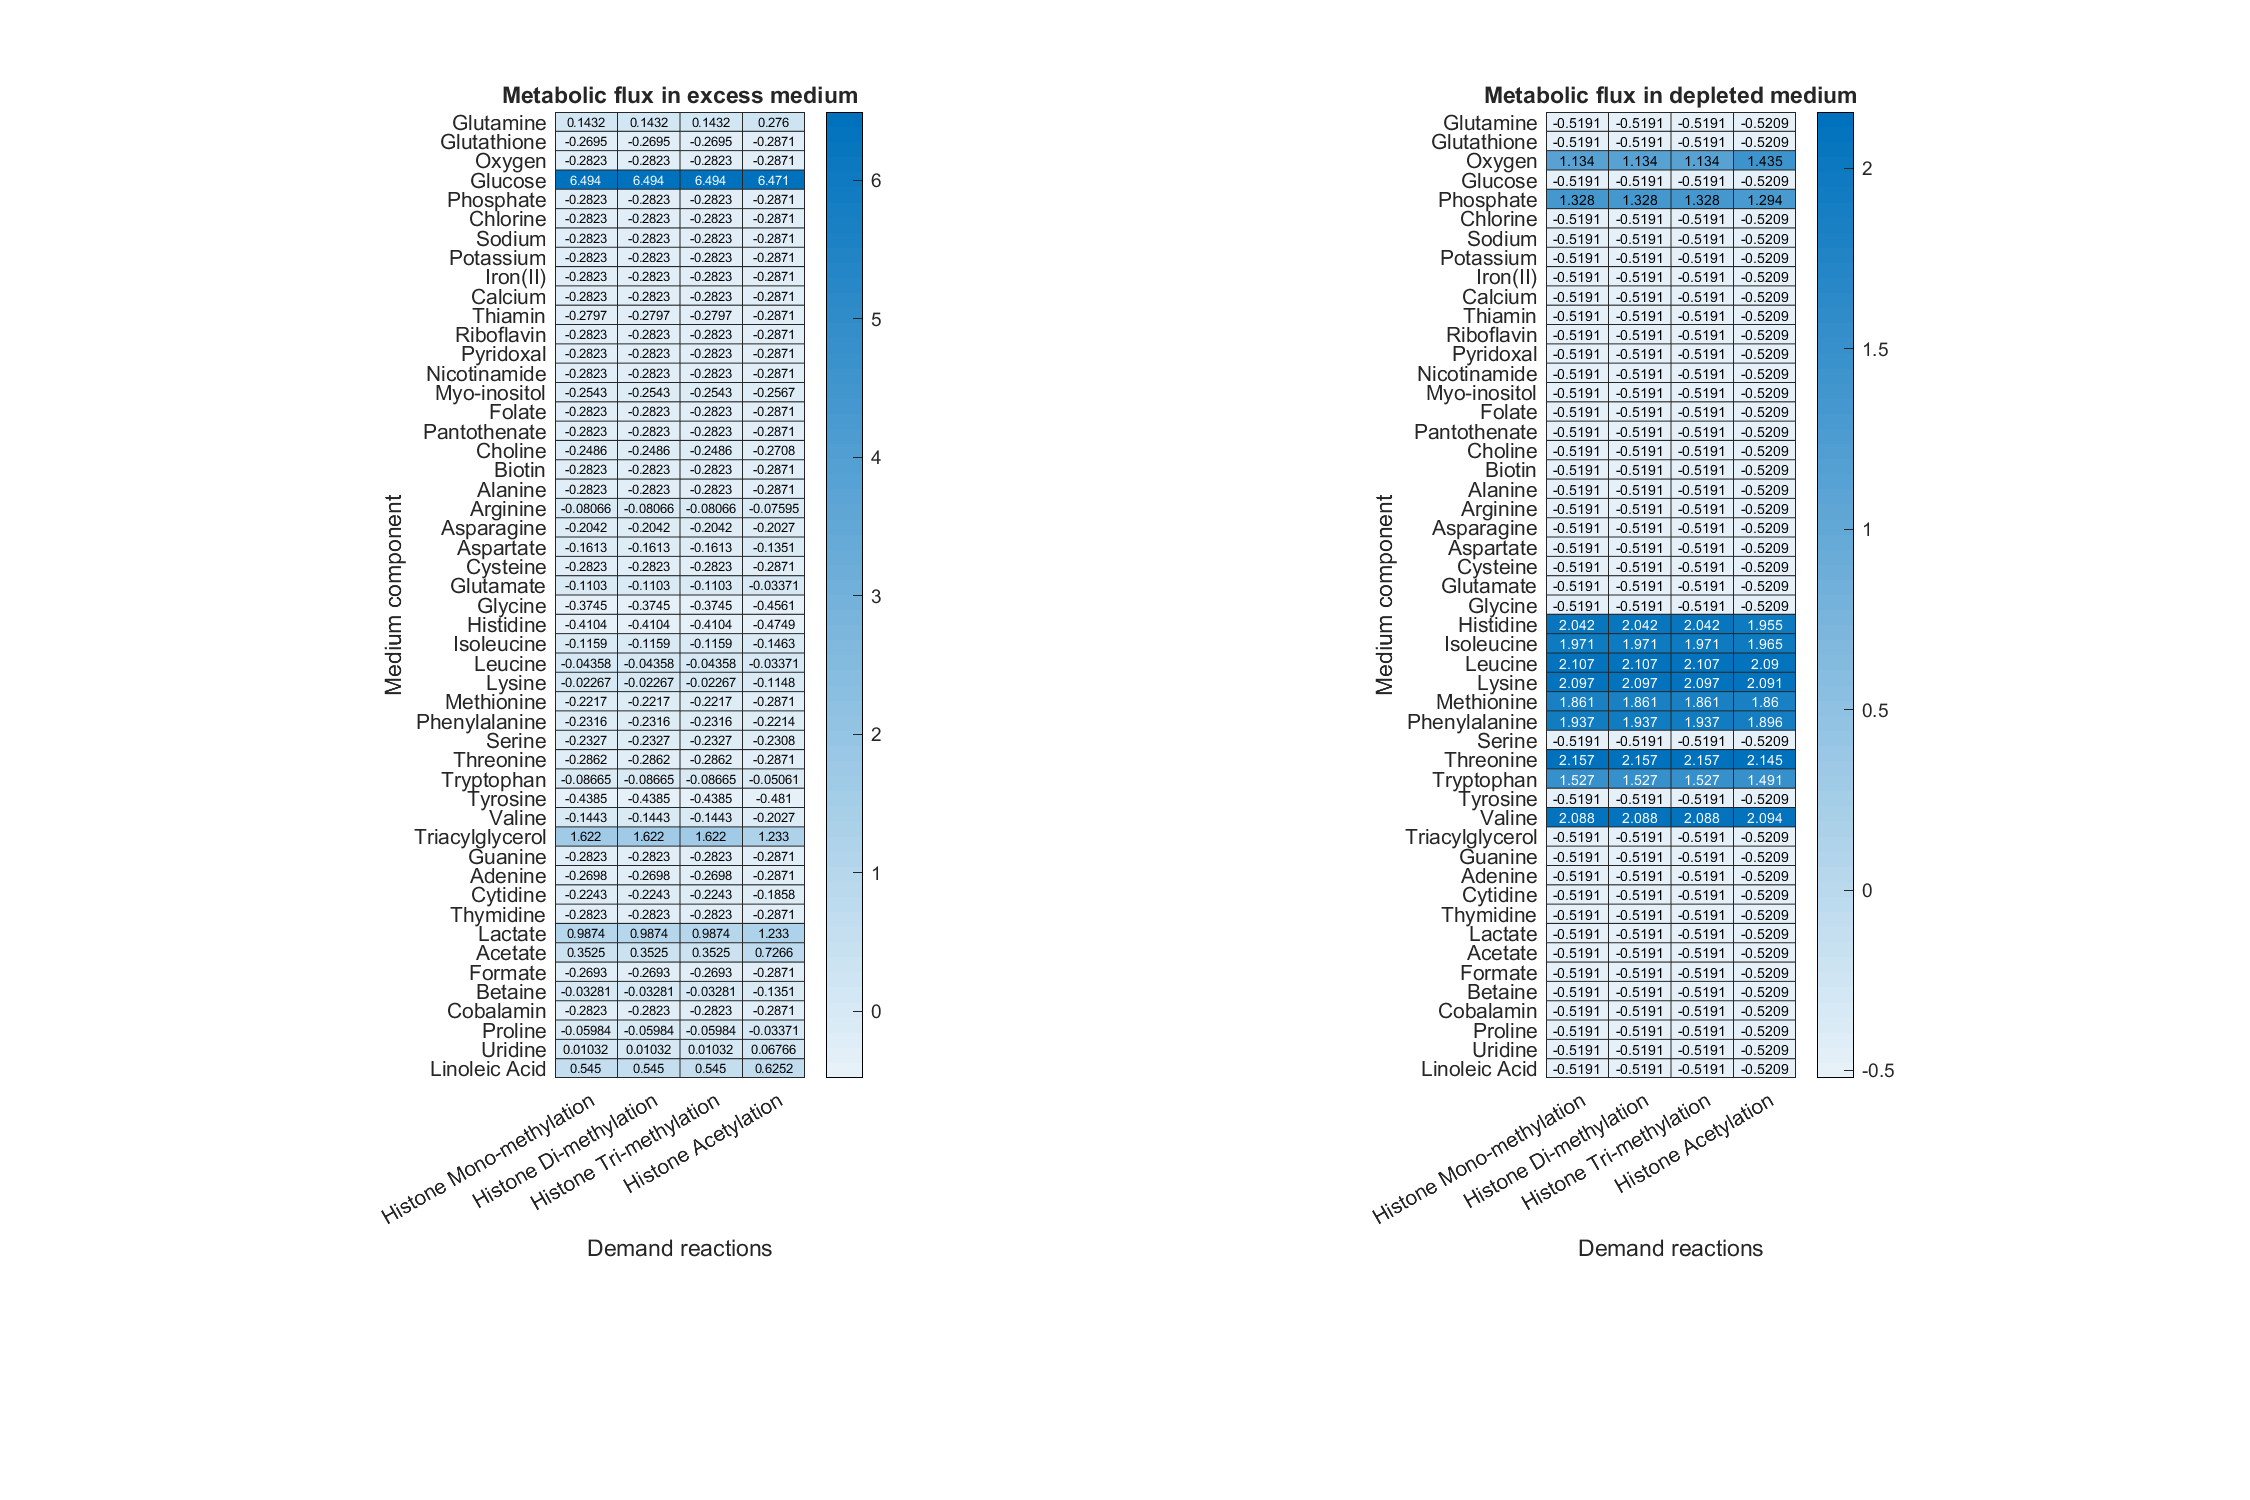 Metabolic flux in excess medium
Glutamine 0.1432 0.1432 0.1432 0.276
Glutathione -0.2695 -0.2695 -0.2695 -0.2871
Oxygen -0.2823 -0.2823 -0.2823 -0.2871
Glucose 6.494 6.494 6.494 6.471
Phosphate -0.2823 -0.2823 -0.2823 -0.2871
Chlorine -0.2823 -0.2823 -0.2823 -0.2871
Sodium -0.2823 -0.2823 -0.2823 -0.2871
Potassium -0.2823 -0.2823 -0.2823 -0.2871
Iron(II) -0.2823 -0.2823 -0.2823 -0.2871
Calcium -0.2823 -0.2823 -0.2823 -0.2871
Thiamin -0.2797 -0.2797 -0.2797 -0.2871
Riboflavin -0.2823 -0.2823 -0.2823 -0.2871
Pyridoxal -0.2823 -0.2823 -0.2823 -0.2871
Nicotinamide -0.2823 -0.2823 -0.2823 -0.2871
Myo-inositol -0.2543 -0.2543 -0.2543 -0.2567
Folate -0.2823 -0.2823 -0.2823 -0.2871
Pantothenate -0.2823 -0.2823 -0.2823 -0.2871
Choline -0.2486 -0.2486 -0.2486 -0.2708
Biotin -0.2823 -0.2823 -0.2823 -0.2871
Alanine -0.2823 -0.2823 -0.2823 -0.2871
Arginine -0.08066 -0.08066 -0.08066 -0.07595
Asparagine -0.2042 -0.2042 -0.2042 -0.2027
Aspartate -0.1613 -0.1613 -0.1613 -0.1351
Cysteine -0.2823 -0.2823 -0.2823 -0.2871
Glutamate -0.1103 -0.1103 -0.1103 -0.03371
Glycine -0.3745 -0.3745 -0.3745 -0.4561
Histidine -0.4104 -0.4104 -0.4104 -0.4749
Isoleucine -0.1159 -0.1159 -0.1159 -0.1463
Leucine -0.04358 -0.04358 -0.04358 -0.03371
Lysine -0.02267 -0.02267 -0.02267 -0.1148
Methionine -0.2217 -0.2217 -0.2217 -0.2871
Phenylalanine -0.2316 -0.2316 -0.2316 -0.2214
Serine -0.2327 -0.2327 -0.2327 -0.2308
Threonine -0.2862 -0.2862 -0.2862 -0.2871
Tryptophan -0.08665 -0.08665 -0.08665 -0.05061
Tyrosine -0.4385 -0.4385 -0.4385 -0.481
Valine -0.1443 -0.1443 -0.1443 -0.2027
Triacylglycerol 1.622 1.622 1.622 1.233
Guanine -0.2823 -0.2823 -0.2823 -0.2871
Adenine -0.2698 -0.2698 -0.2698 -0.2871
Cytidine -0.2243 -0.2243 -0.2243 -0.1858
Thymidine -0.2823 -0.2823 -0.2823 -0.2871
Lactate 0.9874 0.9874 0.9874 1.233
Acetate 0.3525 0.3525 0.3525 0.7266
Formate -0.2693 -0.2693 -0.2693 -0.2871
Betaine -0.03281 -0.03281 -0.03281 -0.1351
Cobalamin -0.2823 -0.2823 -0.2823 -0.2871
Proline -0.05984 -0.05984 -0.05984 -0.03371
Uridine 0.01032 0.01032 0.01032 0.06766
Linoleic Acid 0.545 0.545 0.545 0.6252
Medium component
6
5
4
3
2
1
0
Histone Mono-methylation
Histone Di-methylation
Histone Tri-methylation
Histone Acetylation
Demand reactions
Metabolic flux in depleted medium
Glutamine -0.5191 -0.5191 -0.5191 -0.5209
Glutathione -0.5191 -0.5191 -0.5191 -0.5209
Oxygen 1.134 1.134 1.134 1.435
Glucose -0.5191 -0.5191 -0.5191 -0.5209
Phosphate 1.328 1.328 1.328 1.294
Chlorine -0.5191 -0.5191 -0.5191 -0.5209
Sodium -0.5191 -0.5191 -0.5191 -0.5209
Potassium -0.5191 -0.5191 -0.5191 -0.5209
Iron(II) -0.5191 -0.5191 -0.5191 -0.5209
Calcium -0.5191 -0.5191 -0.5191 -0.5209
Thiamin -0.5191 -0.5191 -0.5191 -0.5209
Riboflavin -0.5191 -0.5191 -0.5191 -0.5209
Pyridoxal -0.5191 -0.5191 -0.5191 -0.5209
Nicotinamide -0.5191 -0.5191 -0.5191 -0.5209
Myo-inositol -0.5191 -0.5191 -0.5191 -0.5209
Folate -0.5191 -0.5191 -0.5191 -0.5209
Pantothenate -0.5191 -0.5191 -0.5191 -0.5209
Choline -0.5191 -0.5191 -0.5191 -0.5209
Biotin -0.5191 -0.5191 -0.5191 -0.5209
Alanine -0.5191 -0.5191 -0.5191 -0.5209
Arginine -0.5191 -0.5191 -0.5191 -0.5209
Asparagine -0.5191 -0.5191 -0.5191 -0.5209
Aspartate -0.5191 -0.5191 -0.5191 -0.5209
Cysteine -0.5191 -0.5191 -0.5191 -0.5209
Glutamate -0.5191 -0.5191 -0.5191 -0.5209
Glycine -0.5191 -0.5191 -0.5191 -0.5209
Histidine 2.042 2.042 2.042 1.955
Isoleucine 1.971 1.971 1.971 1.965
Leucine 2.107 2.107 2.107 2.09
Lysine 2.097 2.097 2.097 2.091
Methionine 1.861 1.861 1.861 1.86
Phenylalanine 1.937 1.937 1.937 1.896
Serine -0.5191 -0.5191 -0.5191 -0.5209
Threonine 2.157 2.157 2.157 2.145
Tryptophan 1.527 1.527 1.527 1.491
Tyrosine -0.5191 -0.5191 -0.5191 -0.5209
Valine 2.088 2.088 2.088 2.094
Triacylglycerol -0.5191 -0.5191 -0.5191 -0.5209
Guanine -0.5191 -0.5191 -0.5191 -0.5209
Adenine -0.5191 -0.5191 -0.5191 -0.5209
Cytidine -0.5191 -0.5191 -0.5191 -0.5209
Thymidine -0.5191 -0.5191 -0.5191 -0.5209
Lactate -0.5191 -0.5191 -0.5191 -0.5209
Acetate -0.5191 -0.5191 -0.5191 -0.5209
Formate -0.5191 -0.5191 -0.5191 -0.5209
Betaine -0.5191 -0.5191 -0.5191 -0.5209
Cobalamin -0.5191 -0.5191 -0.5191 -0.5209
Proline -0.5191 -0.5191 -0.5191 -0.5209
Uridine -0.5191 -0.5191 -0.5191 -0.5209
Linoleic Acid -0.5191 -0.5191 -0.5191 -0.5209
Medium component
2
1.5
1
0.5
0
-0.5
Histone Mono-methylation
Histone Di-methylation
Histone Tri-methylation
Histone Acetylation
Demand reactions